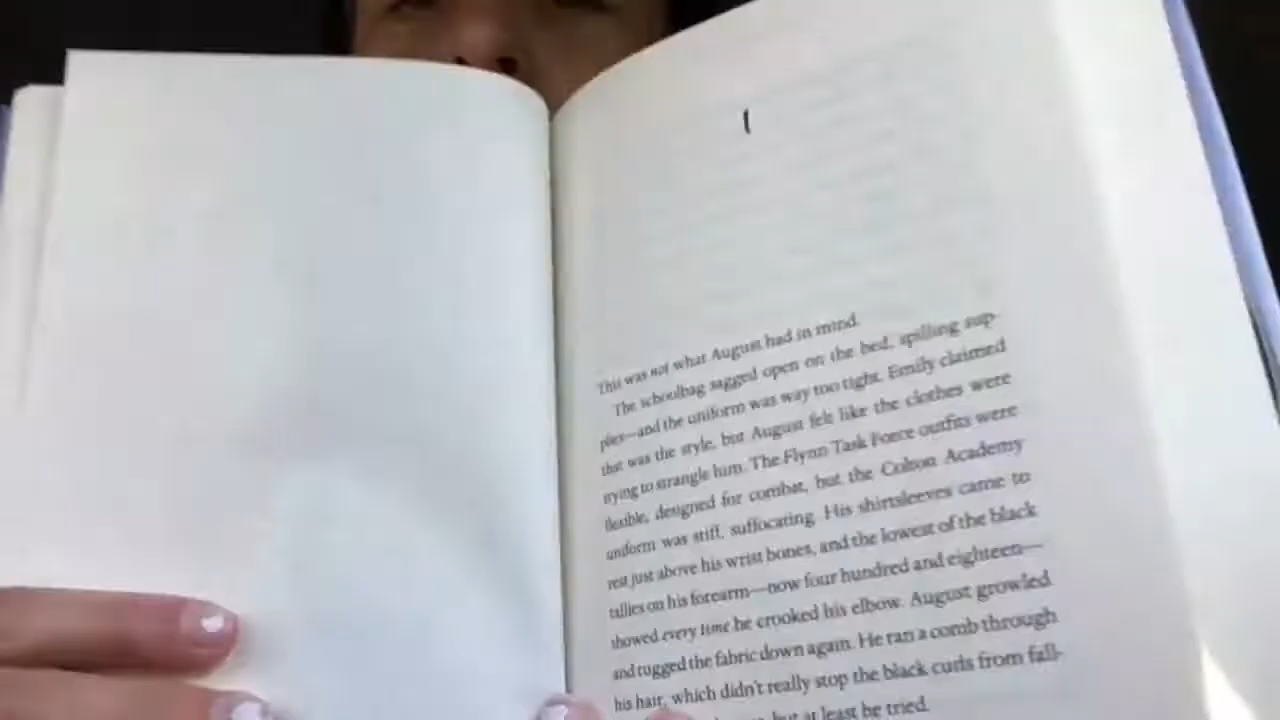 I
This was not what August had in mind.
The schoolbag sagged open on the bed, spilling sup-
plies—and the uniform was way too tight. Emily claimed
that was the style, but August felt like the clothes were
trying to strangle him. The Flynn Task Force outfits were
flexible, designed for combat, but the Colton Academy
uniform was stiff, suffocating. His shirtsleeves came to
rest just above his wrist bones, and the lowest of the black
tallies on his forearm—now four hundred and eighteen—
showed every time he crooked his elbow. August growled
and tugged the fabric down again. He ran a comb through
his hair, which didn't really stop the black curls from fall-
but at least he tried.